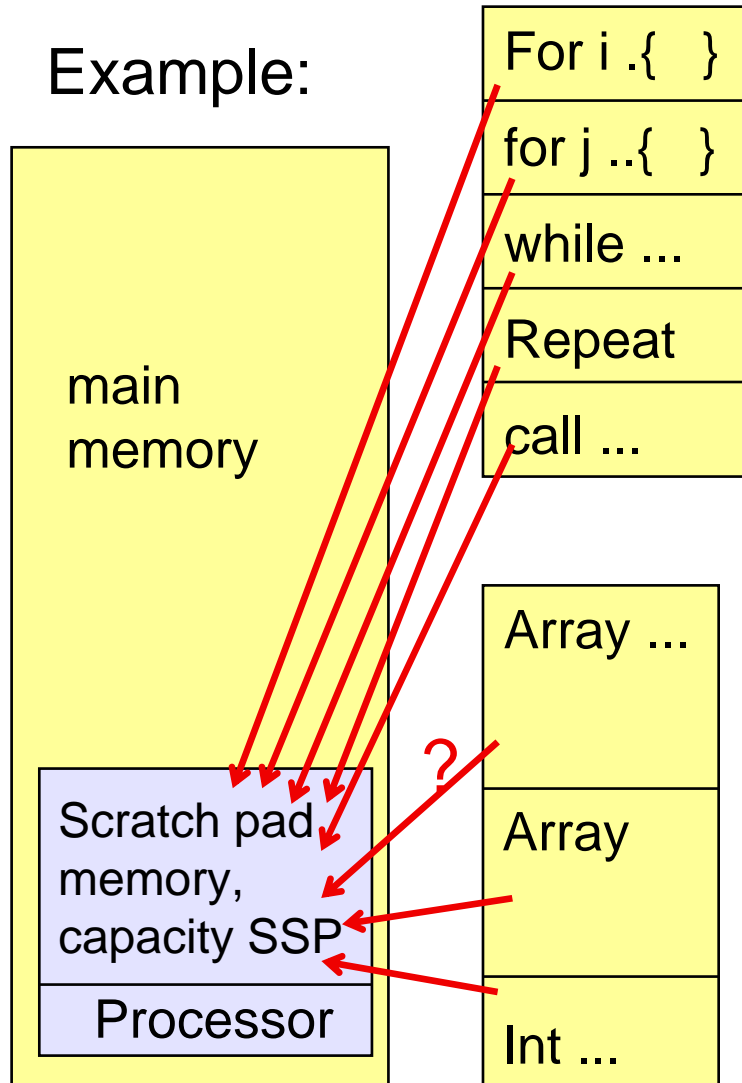 Example:
For i .{ }
for j ..{ }
while ...
Repeat
call ...
main
memory
Array ...
?
Array
Int ...
Scratch pad
memory,
capacity SSP
Processor